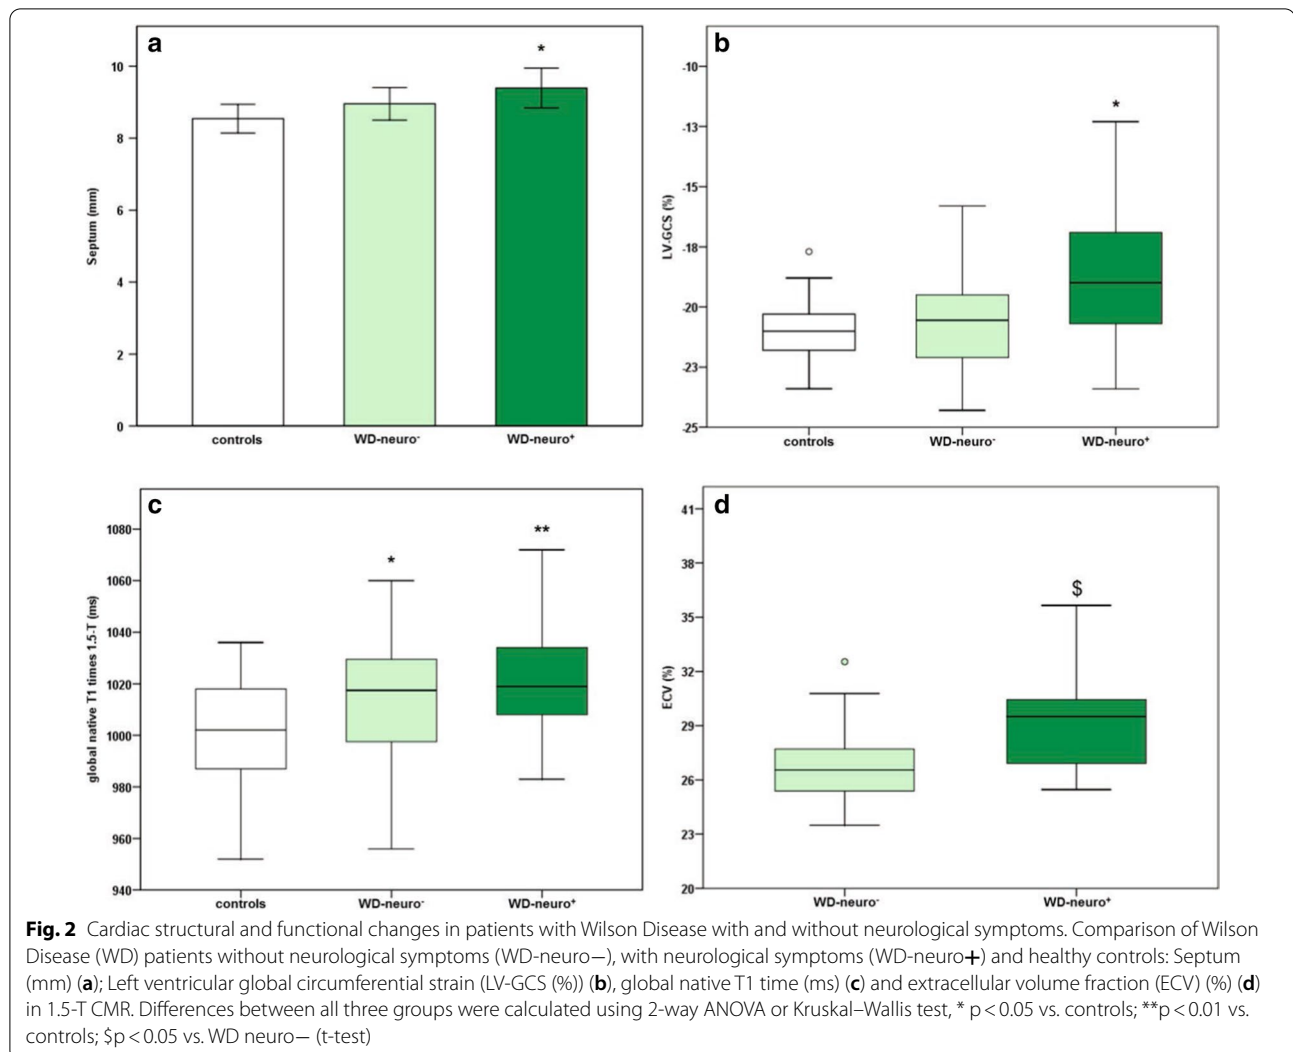 a
*
10
8
6
4
2
0
Septum (mm)
controls
WD-neuro⁻
WD-neuro⁺
b
*
-10
-13
-15
-18
-20
-23
-25
LV-GCS (%)
controls
WD-neuro⁻
WD-neuro⁺
c
*
**
1080
1060
1040
1020
1000
980
960
940
global native T1 times 1.5-T (ms)
controls
WD-neuro⁻
WD-neuro⁺
d
$
41
38
35
32
29
26
23
20
ECV (%)
WD-neuro⁻
WD-neuro⁺
Fig. 2 Cardiac structural and functional changes in patients with Wilson Disease with and without neurological symptoms. Comparison of Wilson
Disease (WD) patients without neurological symptoms (WD-neuro−), with neurological symptoms (WD-neuro+) and healthy controls: Septum
(mm) (a); Left ventricular global circumferential strain (LV-GCS (%)) (b), global native T1 time (ms) (c) and extracellular volume fraction (ECV) (%) (d)
in 1.5-T CMR. Differences between all three groups were calculated using 2-way ANOVA or Kruskal–Wallis test, * p < 0.05 vs. controls; **p < 0.01 vs.
controls; $p < 0.05 vs. WD neuro− (t-test)